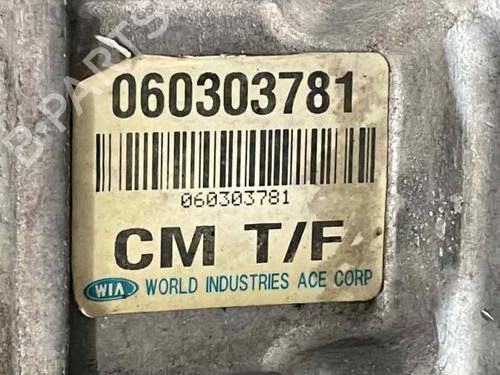 060303781
060303781
CM T/F
WIA WORLD INDUSTRIES ACE CORP
B-PARTS